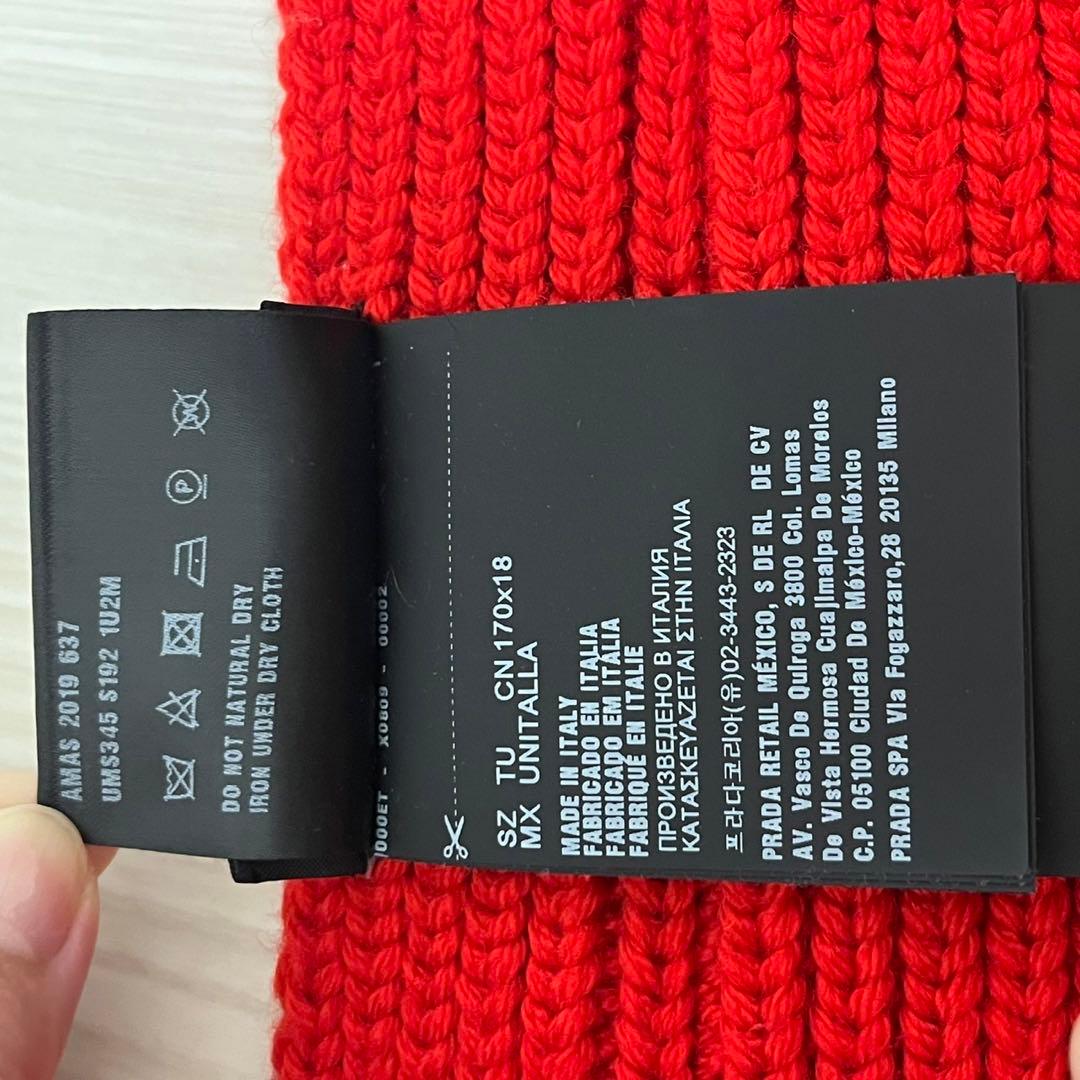 AMAS 2019 637
UMS345 S192 1U2M
DO NOT NATURAL DRY
IRON UNDER DRY CLOTH
000ET - X0809 - 00002
SZ TU CN 170x18
MX UNITALLA
MADE IN ITALY
FABRICADO EN ITALIA
FABRICADO EM ITÁLIA
FABRIQUÉ EN ITALIE
ПРОИЗВЕДЕНО В ИТАЛИЯ
ΚΑΤΑΣΚΕΥΑΖΕΤΑΙ ΣΤΗΝ ΙΤΑΛΙΑ
프라다코리아(유)02-3443-2323
PRADA RETAIL MÉXICO, S DE RL DE CV
AV. Vasco De Quiroga 3800 Col. Lomas
De Vista Hermosa Cuajimalpa De Morelos
C.P. 05100 Ciudad De México-México
PRADA SPA Via Fogazzaro,28 20135 Milano